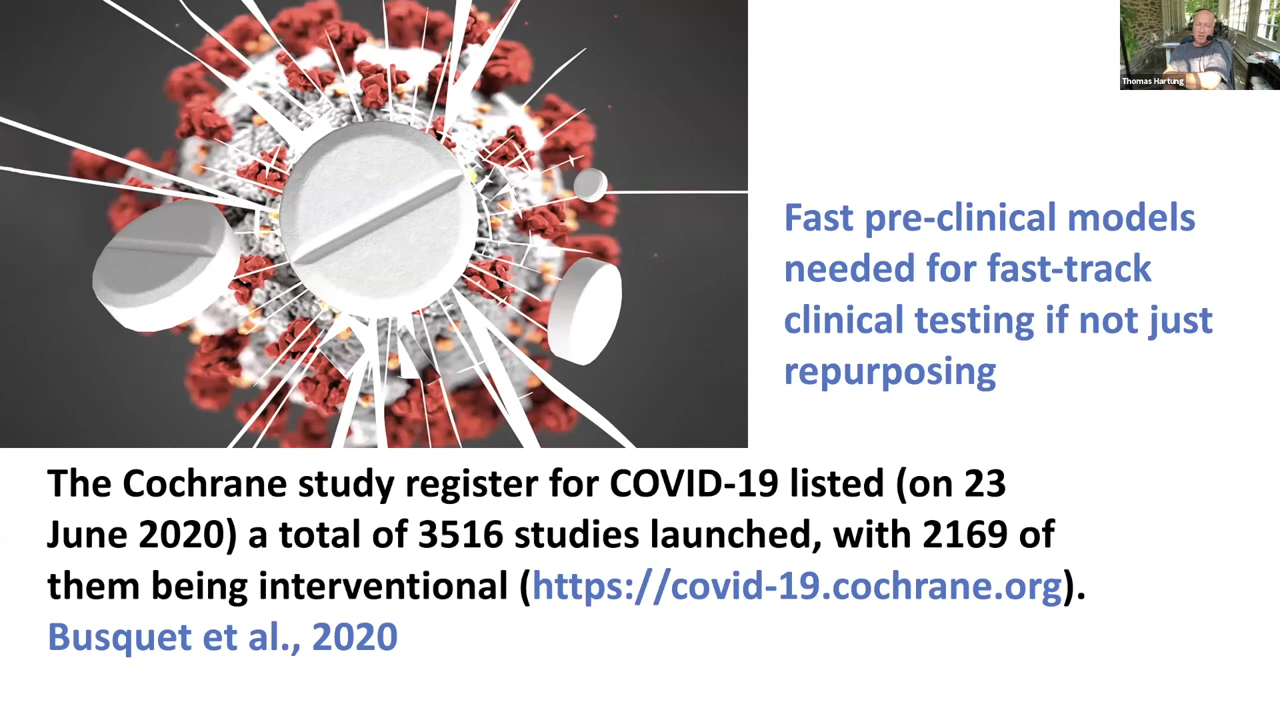 Thomas Hartung
Fast pre-clinical models
needed for fast-track
clinical testing if not just
repurposing
The Cochrane study register for COVID-19 listed (on 23
June 2020) a total of 3516 studies launched, with 2169 of
them being interventional (https://covid-19.cochrane.org).
Busquet et al., 2020